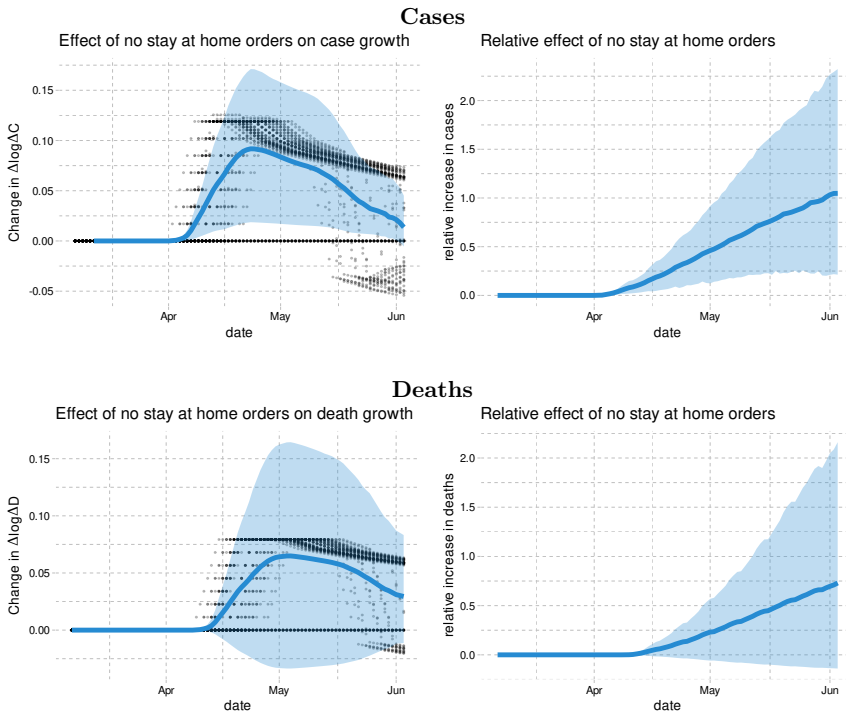 Cases
Effect of no stay at home orders on case growth
Relative effect of no stay at home orders
Change in ΔlogΔC
0.15
0.10
0.05
0.00
-0.05
Apr
May
Jun
date
relative increase in cases
2.0
1.5
1.0
0.5
0.0
Apr
May
Jun
date
Deaths
Effect of no stay at home orders on death growth
Relative effect of no stay at home orders
Change in ΔlogΔD
0.15
0.10
0.05
0.00
Apr
May
Jun
date
relative increase in deaths
2.0
1.5
1.0
0.5
0.0
Apr
May
Jun
date